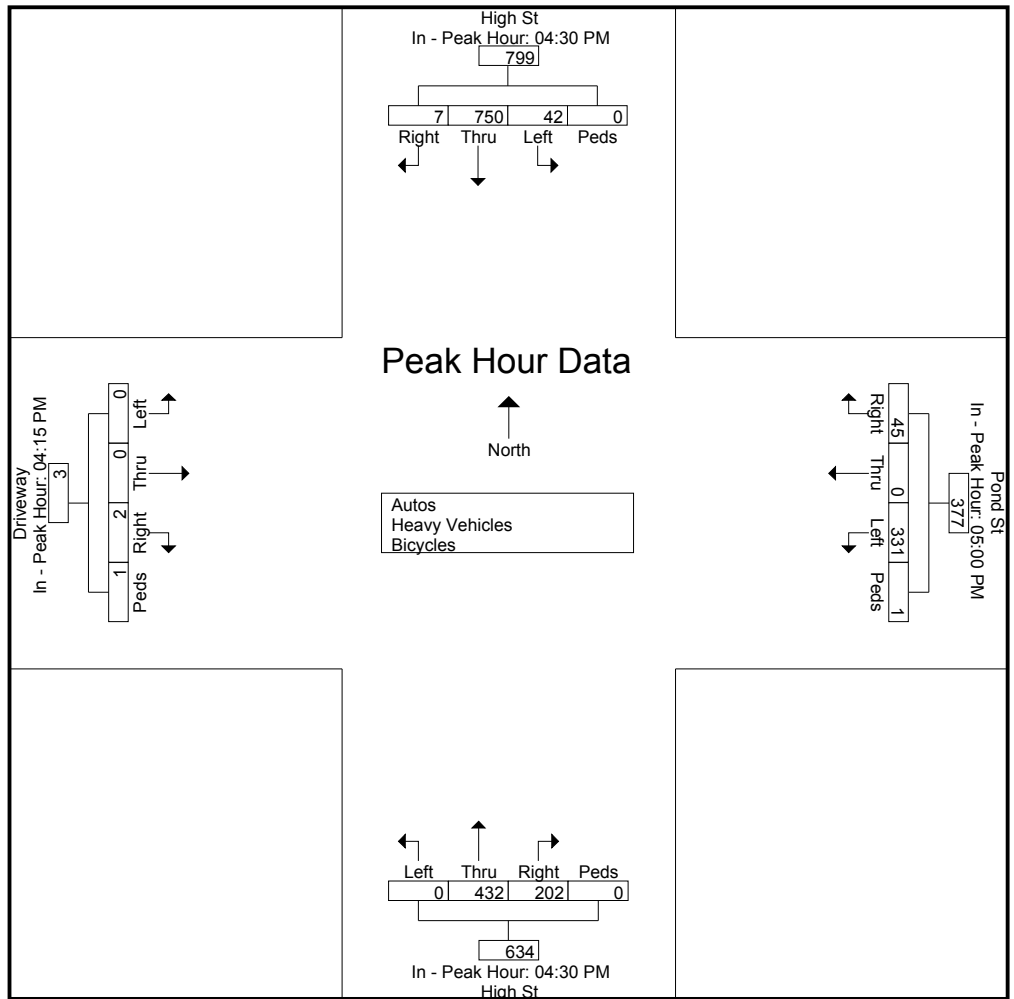 High St
In - Peak Hour: 04:30 PM
799
7 750 42 0
Right Thru Left Peds
Peak Hour Data
North
Autos
Heavy Vehicles
Bicycles
Driveway
In - Peak Hour: 04:15 PM
3
0 0 2 1
Left Thru Right Peds
Pond St
In - Peak Hour: 05:00 PM
377
45 0 331 1
Right Thru Left Peds
Left Thru Right Peds
0 432 202 0
634
In - Peak Hour: 04:30 PM
High St